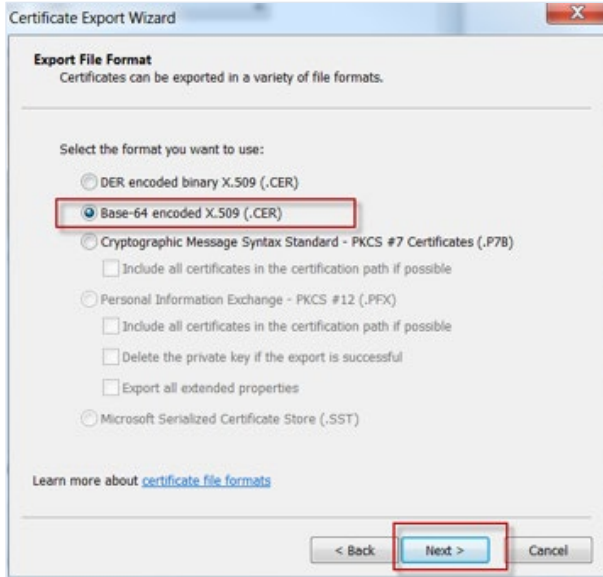 Certificate Export Wizard
Export File Format
Certificates can be exported in a variety of file formats.
Select the format you want to use:
DER encoded binary X.509 (.CER)
Base-64 encoded X.509 (.CER)
Cryptographic Message Syntax Standard - PKCS #7 Certificates (.P7B)
Include all certificates in the certification path if possible
Personal Information Exchange - PKCS #12 (.PFX)
Include all certificates in the certification path if possible
Delete the private key if the export is successful
Export all extended properties
Microsoft Serialized Certificate Store (.SST)
Learn more about certificate file formats
< Back Next > Cancel